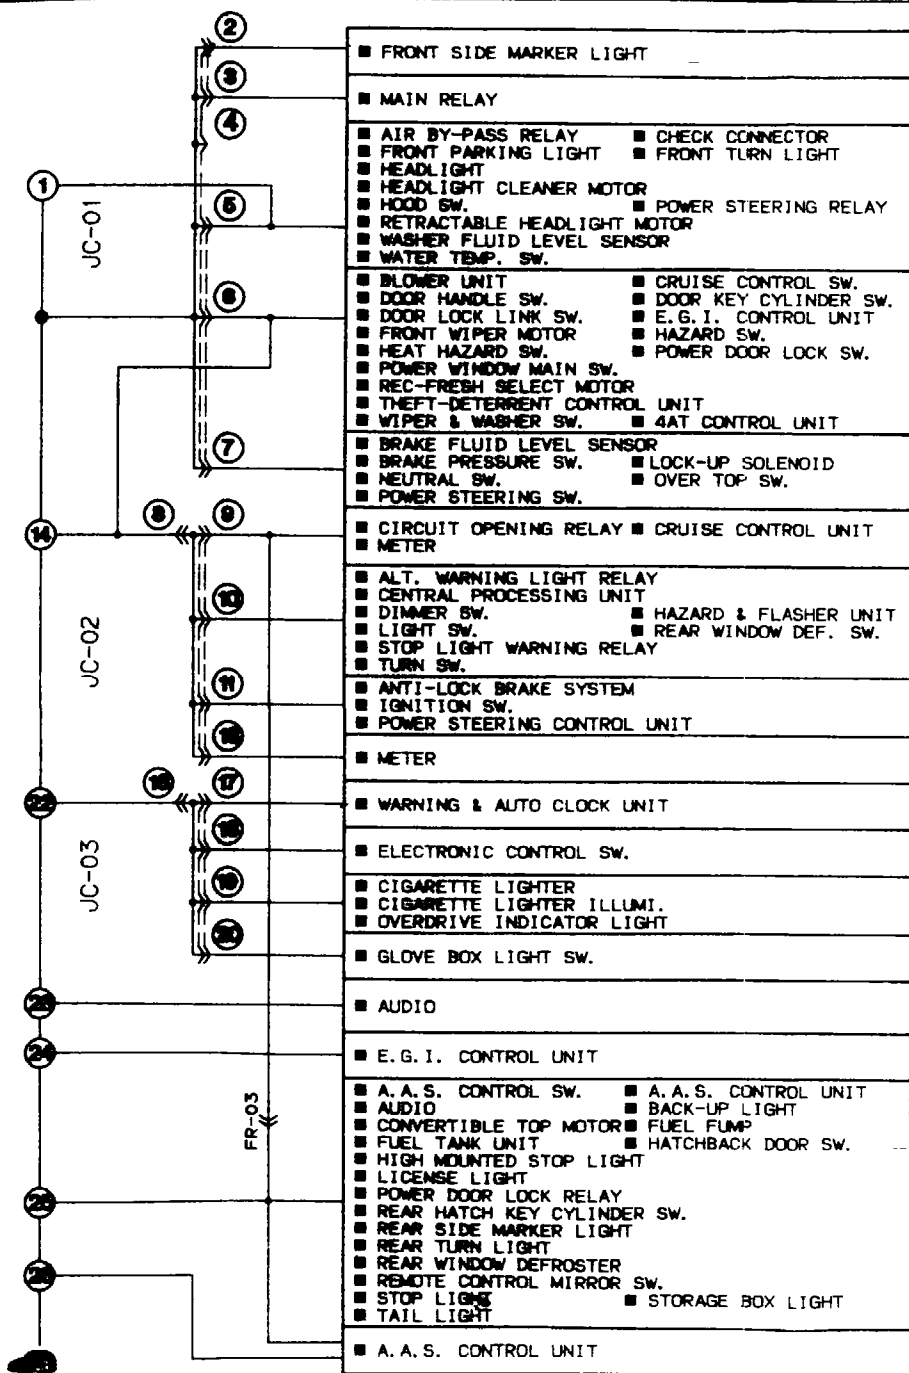 2
■ FRONT SIDE MARKER LIGHT
3
■ MAIN RELAY
4
■ AIR BY-PASS RELAY ■ CHECK CONNECTOR
■ FRONT PARKING LIGHT ■ FRONT TURN LIGHT
■ HEADLIGHT
1
■ HEADLIGHT CLEANER MOTOR
5
■ HOOD SW. ■ POWER STEERING RELAY
■ RETRACTABLE HEADLIGHT MOTOR
JC-01
■ WASHER FLUID LEVEL SENSOR
■ WATER TEMP. SW.
6
■ BLOWER UNIT ■ CRUISE CONTROL SW.
■ DOOR HANDLE SW. ■ DOOR KEY CYLINDER SW.
■ DOOR LOCK LINK SW. ■ E.G.I. CONTROL UNIT
■ FRONT WIPER MOTOR ■ HAZARD SW.
■ HEAT HAZARD SW. ■ POWER DOOR LOCK SW.
■ POWER WINDOW MAIN SW.
■ REC-FRESH SELECT MOTOR
■ THEFT-DETERRENT CONTROL UNIT
■ WIPER & WASHER SW. ■ 4AT CONTROL UNIT
7
■ BRAKE FLUID LEVEL SENSOR
■ BRAKE PRESSURE SW. ■ LOCK-UP SOLENOID
■ NEUTRAL SW. ■ OVER TOP SW.
■ POWER STEERING SW.
14
8
9
■ CIRCUIT OPENING RELAY ■ CRUISE CONTROL UNIT
■ METER
10
■ ALT. WARNING LIGHT RELAY
■ CENTRAL PROCESSING UNIT
■ DIMMER SW. ■ HAZARD & FLASHER UNIT
■ LIGHT SW. ■ REAR WINDOW DEF. SW.
■ STOP LIGHT WARNING RELAY
■ TURN SW.
JC-02
11
■ ANTI-LOCK BRAKE SYSTEM
■ IGNITION SW.
■ POWER STEERING CONTROL UNIT
■ METER
22
17
■ WARNING & AUTO CLOCK UNIT
JC-03
■ ELECTRONIC CONTROL SW.
19
■ CIGARETTE LIGHTER
■ CIGARETTE LIGHTER ILLUMI.
■ OVERDRIVE INDICATOR LIGHT
20
■ GLOVE BOX LIGHT SW.
23
■ AUDIO
24
■ E.G.I. CONTROL UNIT
FR-03
■ A.A.S. CONTROL SW. ■ A.A.S. CONTROL UNIT
■ AUDIO ■ BACK-UP LIGHT
■ CONVERTIBLE TOP MOTOR ■ FUEL FUMP
■ FUEL TANK UNIT ■ HATCHBACK DOOR SW.
■ HIGH MOUNTED STOP LIGHT
■ LICENSE LIGHT
25
■ POWER DOOR LOCK RELAY
■ REAR HATCH KEY CYLINDER SW.
■ REAR SIDE MARKER LIGHT
■ REAR TURN LIGHT
■ REAR WINDOW DEFROSTER
26
■ REMOTE CONTROL MIRROR SW.
■ STOP LIGHT ■ STORAGE BOX LIGHT
■ TAIL LIGHT
■ A.A.S. CONTROL UNIT